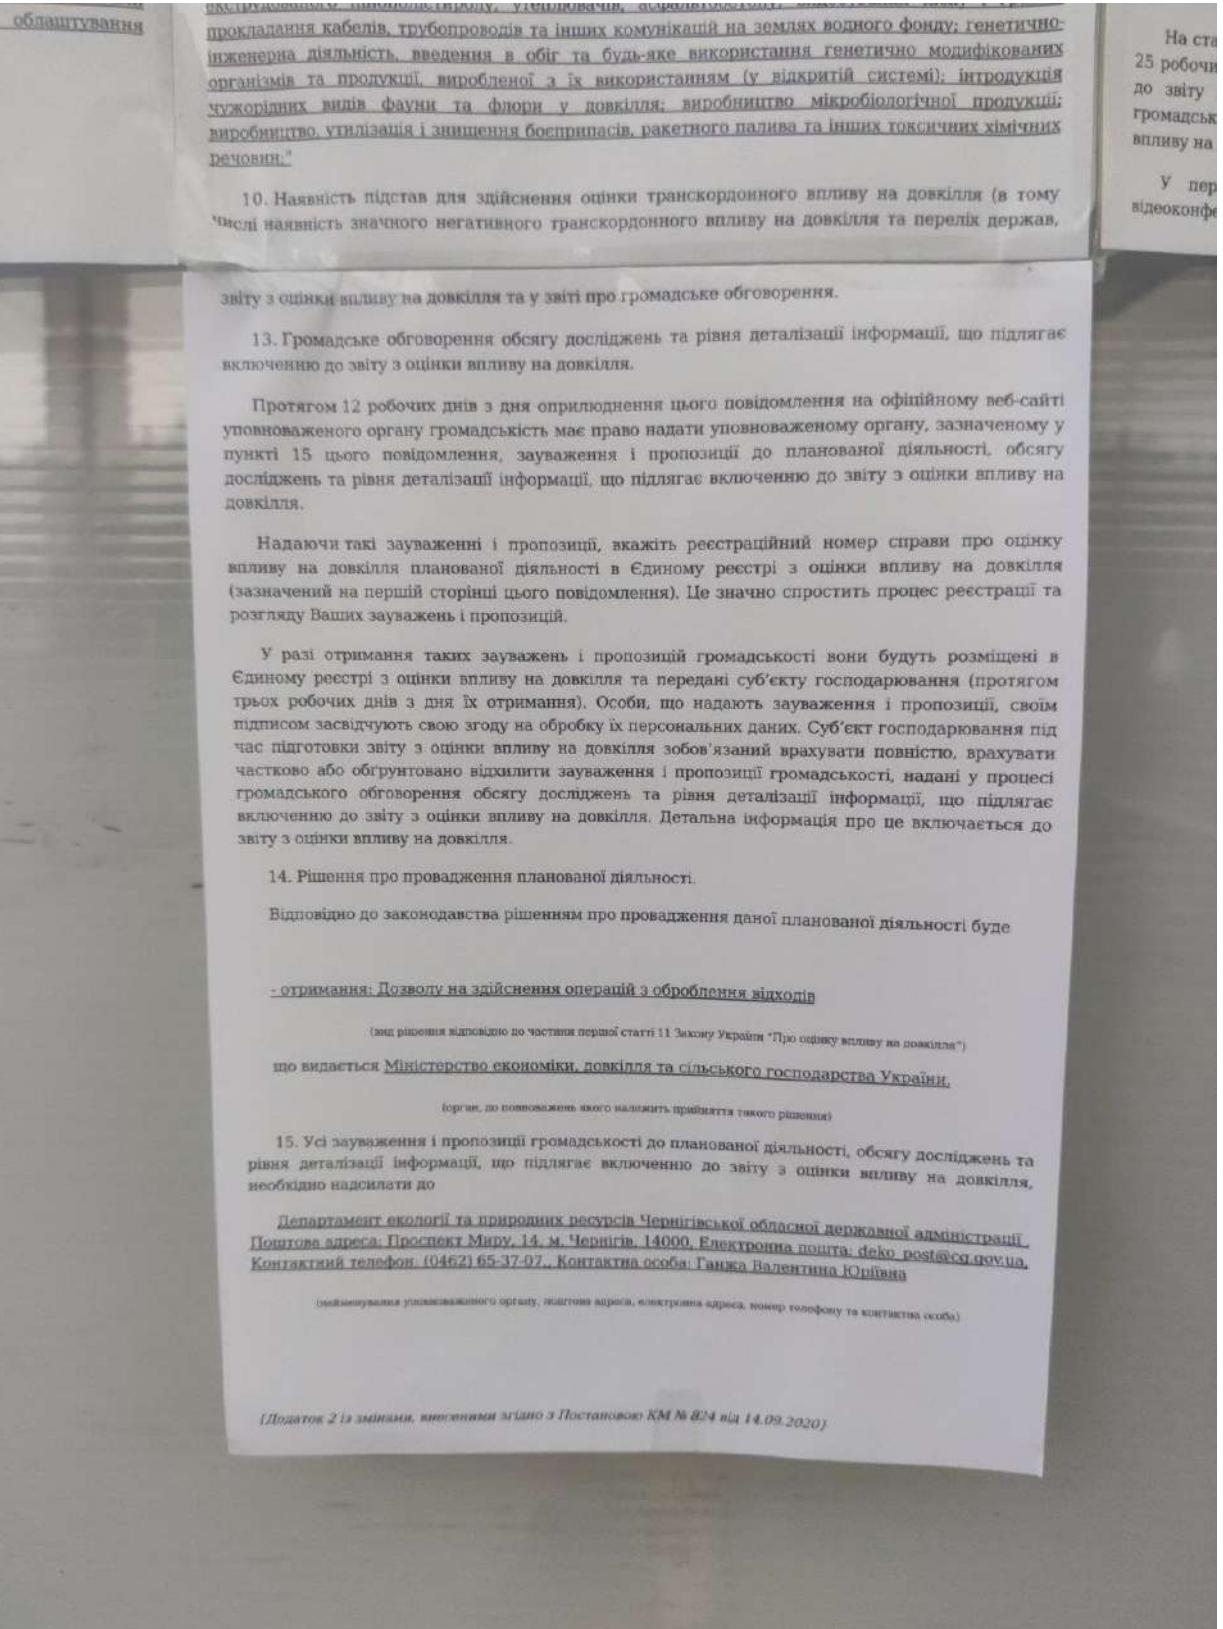 облаштування
прокладання кабелів, трубопроводів та інших комунікацій на землях водного фонду; генетично-
інженерна діяльність, введення в обіг та будь-яке використання генетично модифікованих
організмів та продукції, виробленої з їх використанням (у відкритій системі); інтродукція
чужорідних видів фауни та флори у довкілля; виробництво мікробіологічної продукції;
виробництво, утилізація і знищення боєприпасів, ракетного палива та інших токсичних хімічних
речовин;"
10. Наявність підстав для здійснення оцінки транскордонного впливу на довкілля (в тому
числі наявність значного негативного транскордонного впливу на довкілля та перелік держав,
звіту з оцінки впливу на довкілля та у звіті про громадське обговорення.
13. Громадське обговорення обсягу досліджень та рівня деталізації інформації, що підлягає
включенню до звіту з оцінки впливу на довкілля.
Протягом 12 робочих днів з дня оприлюднення цього повідомлення на офіційному веб-сайті
уповноваженого органу громадськість має право надати уповноваженому органу, зазначеному у
пункті 15 цього повідомлення, зауваження і пропозиції до планованої діяльності, обсягу
досліджень та рівня деталізації інформації, що підлягає включенню до звіту з оцінки впливу на
довкілля.
Надаючи такі зауваженні і пропозиції, вкажіть реєстраційний номер справи про оцінку
впливу на довкілля планованої діяльності в Єдиному реєстрі з оцінки впливу на довкілля
(зазначений на першій сторінці цього повідомлення). Це значно спростить процес реєстрації та
розгляду Ваших зауважень і пропозицій.
У разі отримання таких зауважень і пропозицій громадськості вони будуть розміщені в
Єдиному реєстрі з оцінки впливу на довкілля та передані суб'єкту господарювання (протягом
трьох робочих днів з дня їх отримання). Особи, що надають зауваження і пропозиції, своїм
підписом засвідчують свою згоду на обробку їх персональних даних. Суб'єкт господарювання під
час підготовки звіту з оцінки впливу на довкілля зобов'язаний врахувати повністю, врахувати
частково або обґрунтовано відхилити зауваження і пропозиції громадськості, надані у процесі
громадського обговорення обсягу досліджень та рівня деталізації інформації, що підлягає
включенню до звіту з оцінки впливу на довкілля. Детальна інформація про це включається до
звіту з оцінки впливу на довкілля.
14. Рішення про провадження планованої діяльності.
Відповідно до законодавства рішенням про провадження даної планованої діяльності буде
- отримання: Дозволу на здійснення операцій з оброблення відходів
(вид рішення відповідно до частини першої статті 11 Закону України "Про оцінку впливу на довкілля")
що видається Міністерство економіки, довкілля та сільського господарства України.
(орган, до повноважень якого належить прийняття такого рішення)
15. Усі зауваження і пропозиції громадськості до планованої діяльності, обсягу досліджень та
рівня деталізації інформації, що підлягає включенню до звіту з оцінки впливу на довкілля,
необхідно надсилати до
Департамент екології та природних ресурсів Чернігівської обласної державної адміністрації,
Поштова адреса: Проспект Миру, 14, м. Чернігів, 14000, Електронна пошта: deko_post@cg.gov.ua,
Контактний телефон: (0462) 65-37-07., Контактна особа: Ганжа Валентина Юріївна
(найменування уповноваженого органу, поштова адреса, електронна адреса, номер телефону та контактна особа)
{Додаток 2 із змінами, внесеними згідно з Постановою КМ № 824 від 14.09.2020}
На ста
25 робочи
до звіту
громадськ
впливу на
У пер
відеоконфе